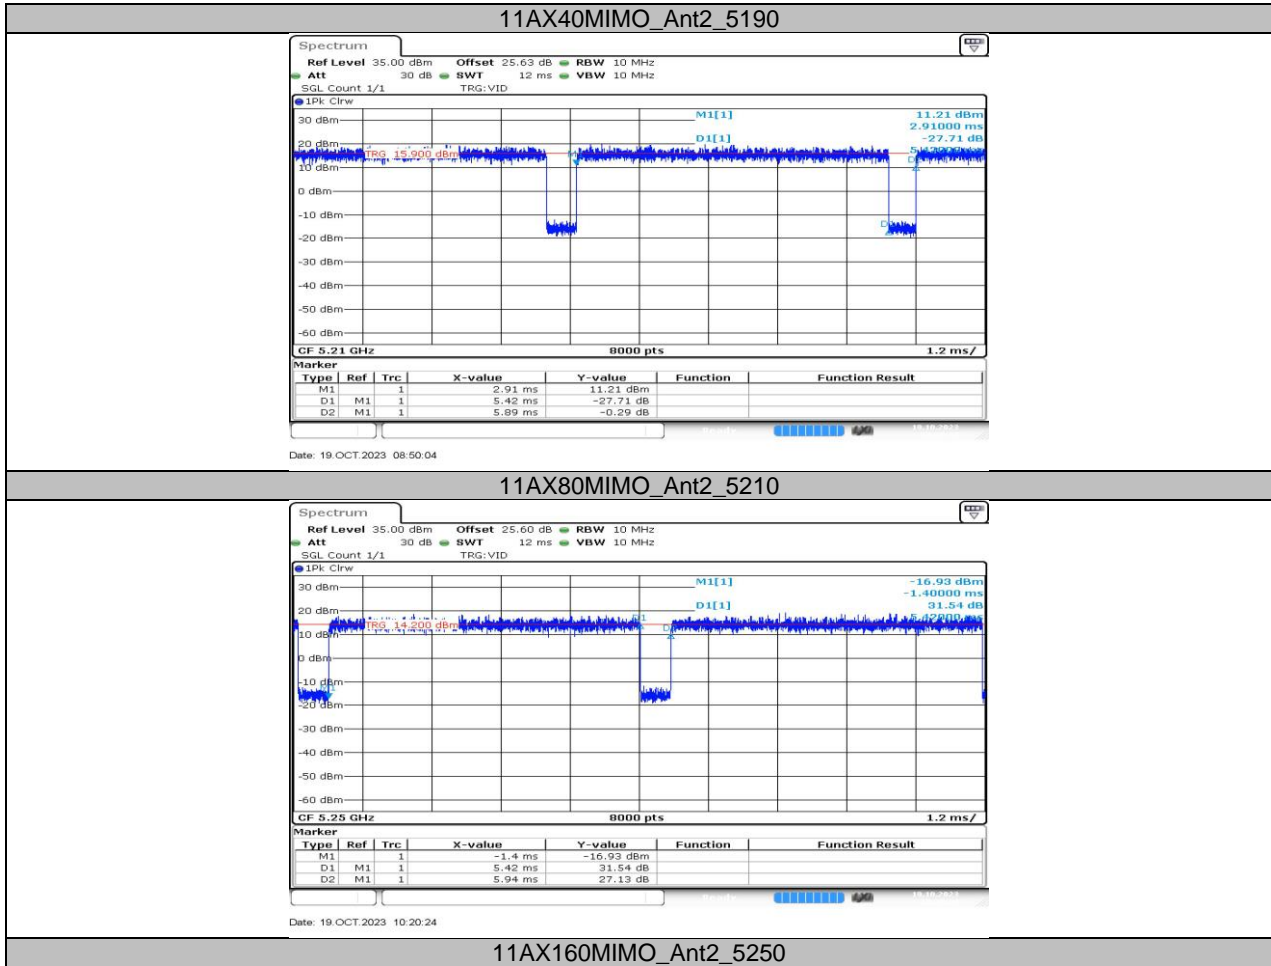 11AX40MIMO_Ant2_5190
Spectrum
Ref Level 35.00 dBm Offset 25.63 dB RBW 10 MHz
Att 30 dB SWT 12 ms VBW 10 MHz
SGL Count 1/1 TRG:VID
1Pk Clrw
M1[1] 11.21 dBm
2.91000 ms
D1[1] -27.71 dB
30 dBm
20 dBm
TRG 15.900 dBm
10 dBm
0 dBm
-10 dBm
-20 dBm
-30 dBm
-40 dBm
-50 dBm
-60 dBm
CF 5.21 GHz 8000 pts 1.2 ms/
Marker
Type Ref Trc X-value Y-value Function Function Result
M1 1 2.91 ms 11.21 dBm
D1 M1 1 5.42 ms -27.71 dB
D2 M1 1 5.89 ms -0.29 dB
Date: 19.OCT.2023 08:50:04
11AX80MIMO_Ant2_5210
Spectrum
Ref Level 35.00 dBm Offset 25.60 dB RBW 10 MHz
Att 30 dB SWT 12 ms VBW 10 MHz
SGL Count 1/1 TRG:VID
1Pk Clrw
M1[1] -16.93 dBm
-1.40000 ms
D1[1] 31.54 dB
30 dBm
20 dBm
TRG 14.200 dBm
10 dBm
0 dBm
-10 dBm
-20 dBm
-30 dBm
-40 dBm
-50 dBm
-60 dBm
CF 5.25 GHz 8000 pts 1.2 ms/
Marker
Type Ref Trc X-value Y-value Function Function Result
M1 1 -1.4 ms -16.93 dBm
D1 M1 1 5.42 ms 31.54 dB
D2 M1 1 5.94 ms 27.13 dB
Date: 19.OCT.2023 10:20:24
11AX160MIMO_Ant2_5250